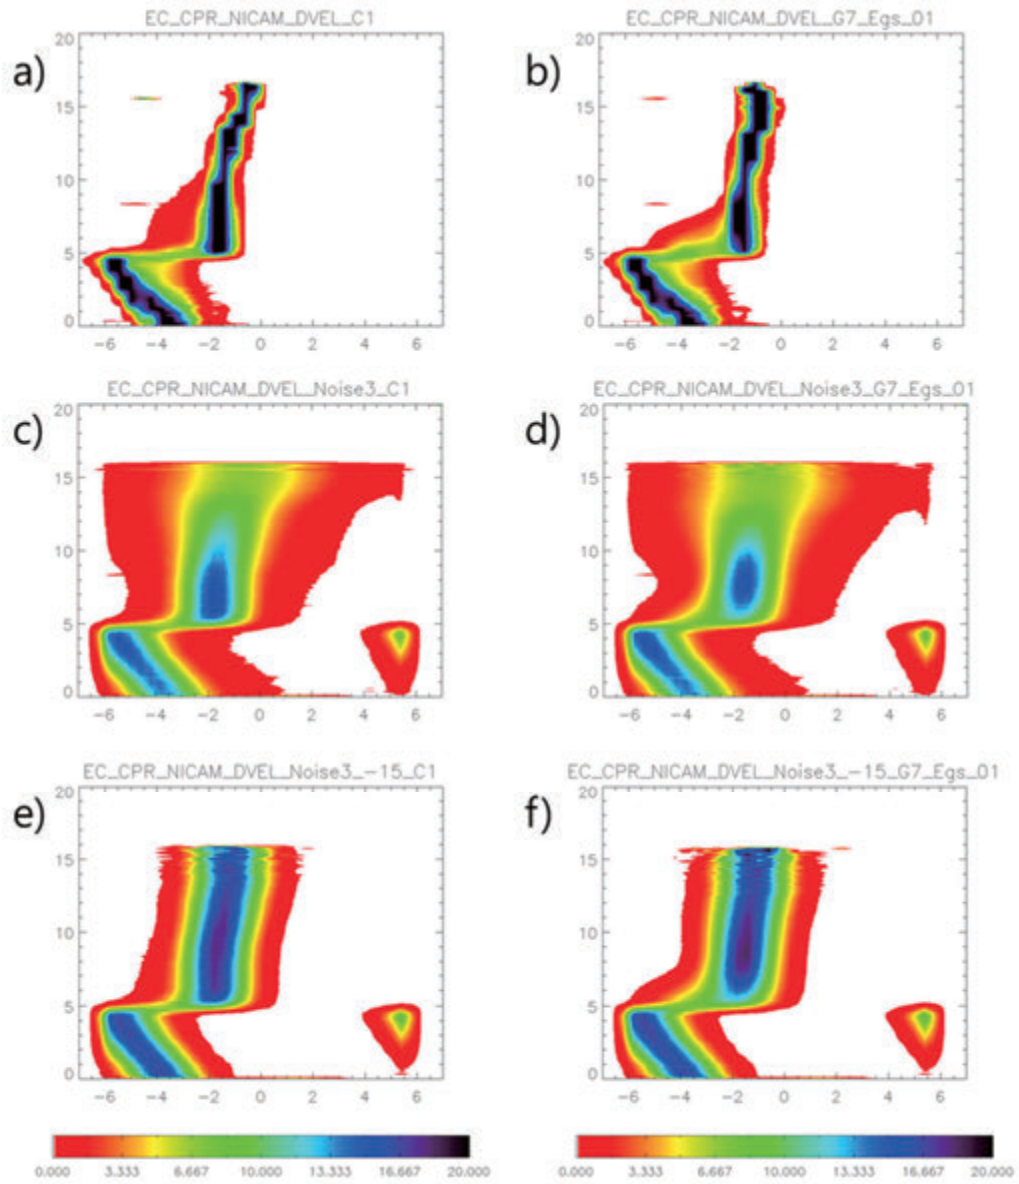 EC_CPR_NICAM_DVEL_C1
EC_CPR_NICAM_DVEL_G7_Egs_01
a)
b)
20
15
10
5
0
-6 -4 -2 0 2 4 6
20
15
10
5
0
-6 -4 -2 0 2 4 6
EC_CPR_NICAM_DVEL_Noise3_C1
EC_CPR_NICAM_DVEL_Noise3_G7_Egs_01
c)
d)
20
15
10
5
0
-6 -4 -2 0 2 4 6
20
15
10
5
0
-6 -4 -2 0 2 4 6
EC_CPR_NICAM_DVEL_Noise3_-15_C1
EC_CPR_NICAM_DVEL_Noise3_-15_G7_Egs_01
e)
f)
20
15
10
5
0
-6 -4 -2 0 2 4 6
20
15
10
5
0
-6 -4 -2 0 2 4 6
0.000 3.333 6.667 10.000 13.333 16.667 20.000
0.000 3.333 6.667 10.000 13.333 16.667 20.000